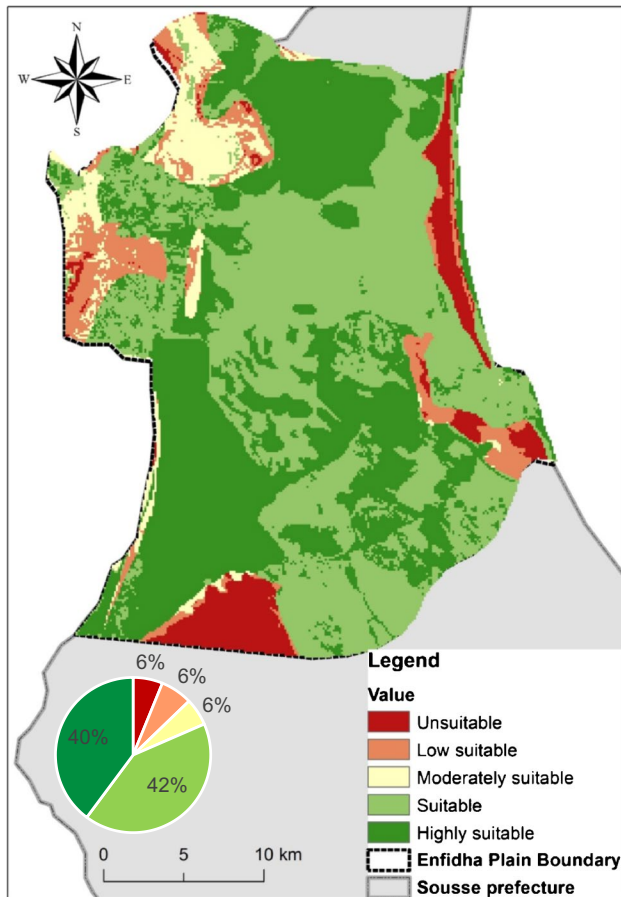 N
W E
S
Legend
Value
Unsuitable
Low suitable
Moderately suitable
Suitable
Highly suitable
Enfidha Plain Boundary
Sousse prefecture
6%
6%
6%
40%
42%
0 5 10 km